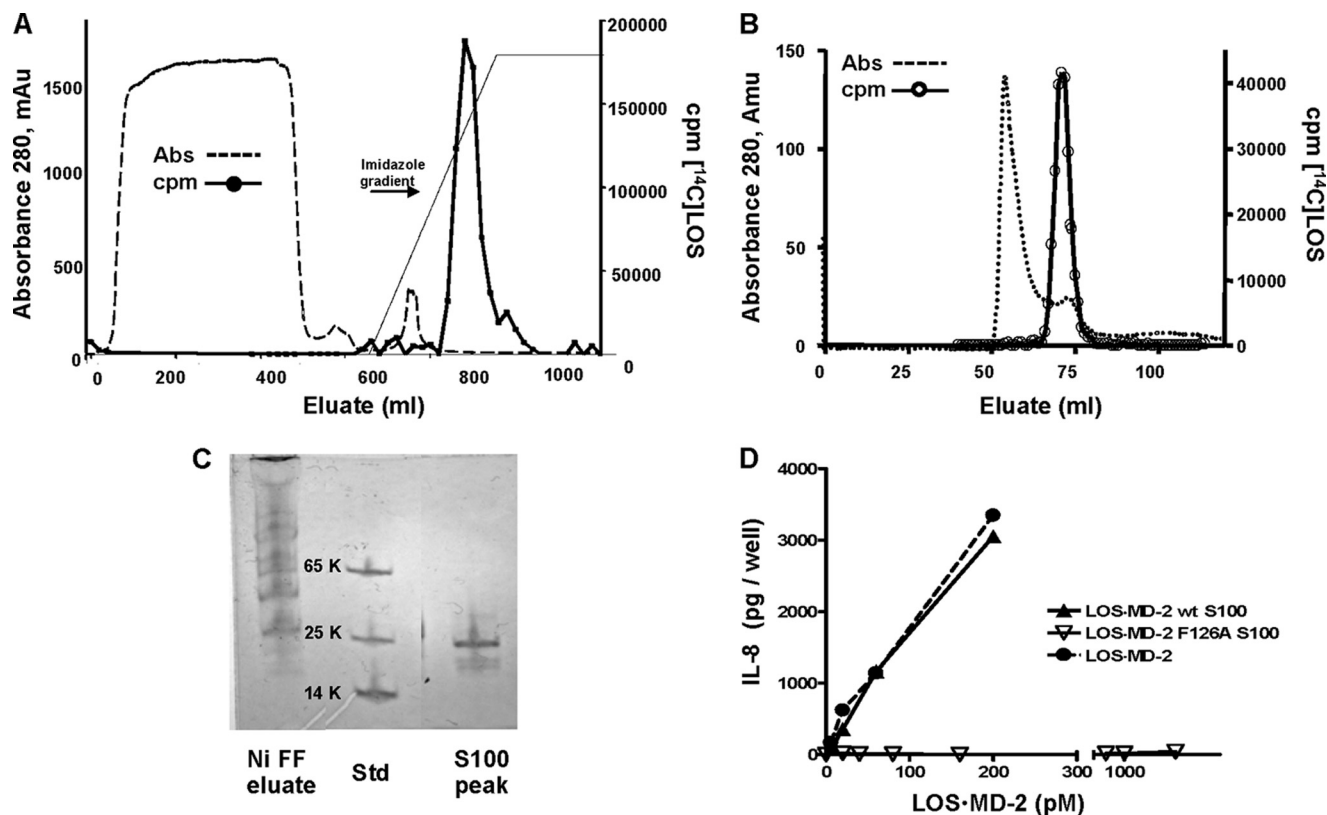 A
Absorbance 280, mAu
1500
1000
500
0
Abs
cpm
Imidazole
gradient
200000
150000
100000
50000
0
cpm [14C]LOS
0 200 400 600 800 1000
Eluate (ml)
B
Absorbance 280, Amu
150
100
50
0
Abs
cpm
40000
30000
20000
10000
0
cpm [14C]LOS
0 25 50 75 100
Eluate (ml)
C
65 K
25 K
14 K
Ni FF
eluate
Std
S100
peak
D
IL-8 (pg / well)
4000
3000
2000
1000
0
LOS·MD-2 wt S100
LOS·MD-2 F126A S100
LOS·MD-2
0 100 200 300 1000
LOS·MD-2 (pM)